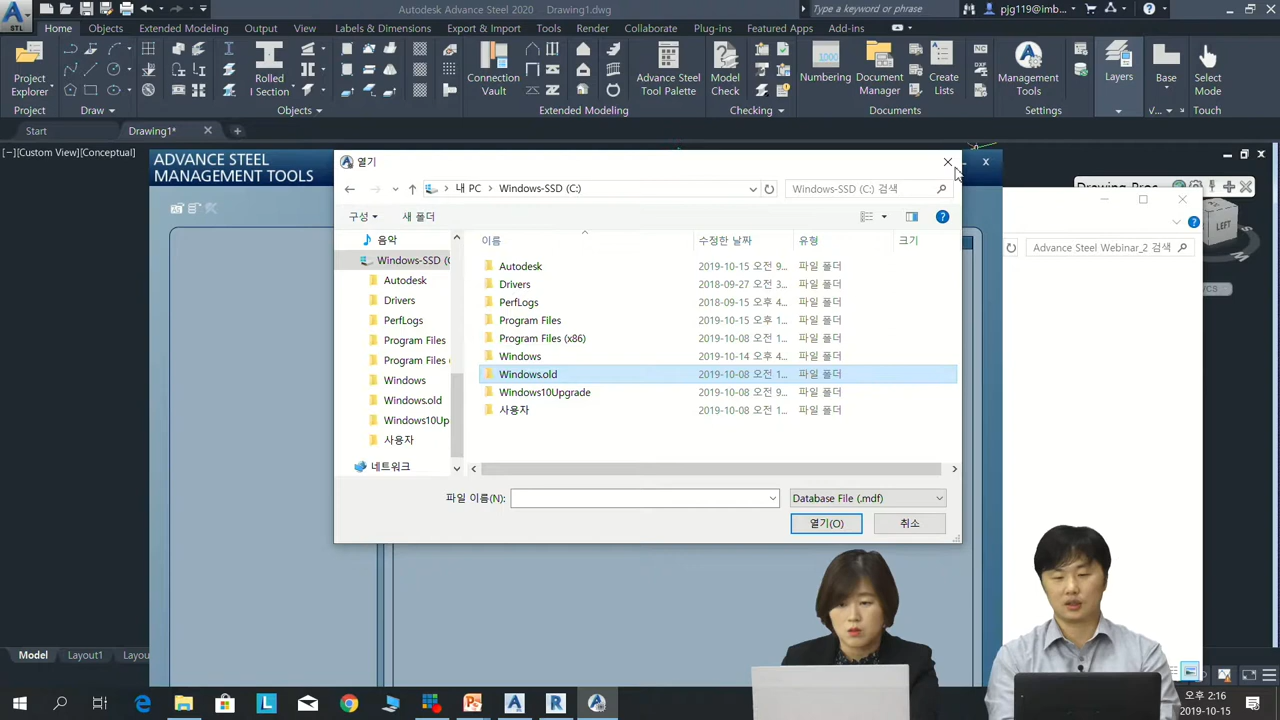 STL
Autodesk Advance Steel 2020 Drawing1.dwg
Type a keyword or phrase
pjg119@imb...
Home Objects Extended Modeling Output View Labels & Dimensions Export & Import Tools Render Collaborate Plug-ins Featured Apps Add-ins
Project Explorer
Rolled I Section
Connection Vault
Advance Steel Tool Palette
Model Check
Numbering
Document Manager
Create Lists
Management Tools
Layers
Base
Select Mode
Project Draw Objects Extended Modeling Checking Documents Settings V... Touch
Start Drawing1*
[−][Custom View][Conceptual]
ADVANCE STEEL
MANAGEMENT TOOLS
열기
내 PC Windows-SSD (C:)
Windows-SSD (C:) 검색
구성 새 폴더
이름 수정한 날짜 유형 크기
음악
Windows-SSD (
Autodesk
Drivers
PerfLogs
Program Files
Program Files
Windows
Windows.old
Windows10Up
사용자
네트워크
Autodesk 2019-10-15 오전 9... 파일 폴더
Drivers 2018-09-27 오전 3... 파일 폴더
PerfLogs 2018-09-15 오후 4... 파일 폴더
Program Files 2019-10-15 오후 1... 파일 폴더
Program Files (x86) 2019-10-08 오전 1... 파일 폴더
Windows 2019-10-14 오후 4... 파일 폴더
Windows.old 2019-10-08 오전 1... 파일 폴더
Windows10Upgrade 2019-10-08 오전 9... 파일 폴더
사용자 2019-10-08 오전 1... 파일 폴더
파일 이름(N):
Database File (.mdf)
열기(O) 취소
Advance Steel Webinar_2 검색
LEFT
Model Layout1 Layou
오후 2:16
2019-10-15